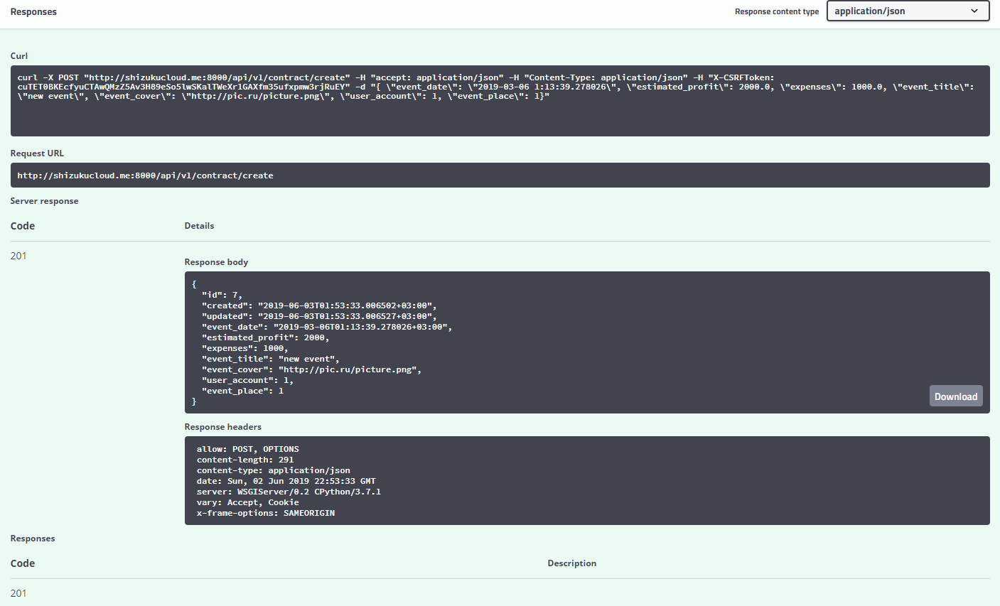 Responses
Response content type
application/json
Curl
curl -X POST "http://shizukucloud.me:8000/api/v1/contract/create" -H "accept: application/json" -H "Content-Type: application/json" -H "X-CSRFToken:
cuTET0BKEcfyuCTAwQMzZ5Av3H89eSo5lwSKalTWeXr1GAXfm35ufxpmw3rjRuEY" -d "{ \"event_date\": \"2019-03-06 1:13:39.278026\", \"estimated_profit\": 2000.0, \"expenses\": 1000.0, \"event_title\":
\"new event\", \"event_cover\": \"http://pic.ru/picture.png\", \"user_account\": 1, \"event_place\": 1}"
Request URL
http://shizukucloud.me:8000/api/v1/contract/create
Server response
Code Details
201
Response body
{
"id": 7,
"created": "2019-06-03T01:53:33.006502+03:00",
"updated": "2019-06-03T01:53:33.006527+03:00",
"event_date": "2019-03-06T01:13:39.278026+03:00",
"estimated_profit": 2000,
"expenses": 1000,
"event_title": "new event",
"event_cover": "http://pic.ru/picture.png",
"user_account": 1,
"event_place": 1
}
Download
Response headers
allow: POST, OPTIONS
content-length: 291
content-type: application/json
date: Sun, 02 Jun 2019 22:53:33 GMT
server: WSGIServer/0.2 CPython/3.7.1
vary: Accept, Cookie
x-frame-options: SAMEORIGIN
Responses
Code Description
201